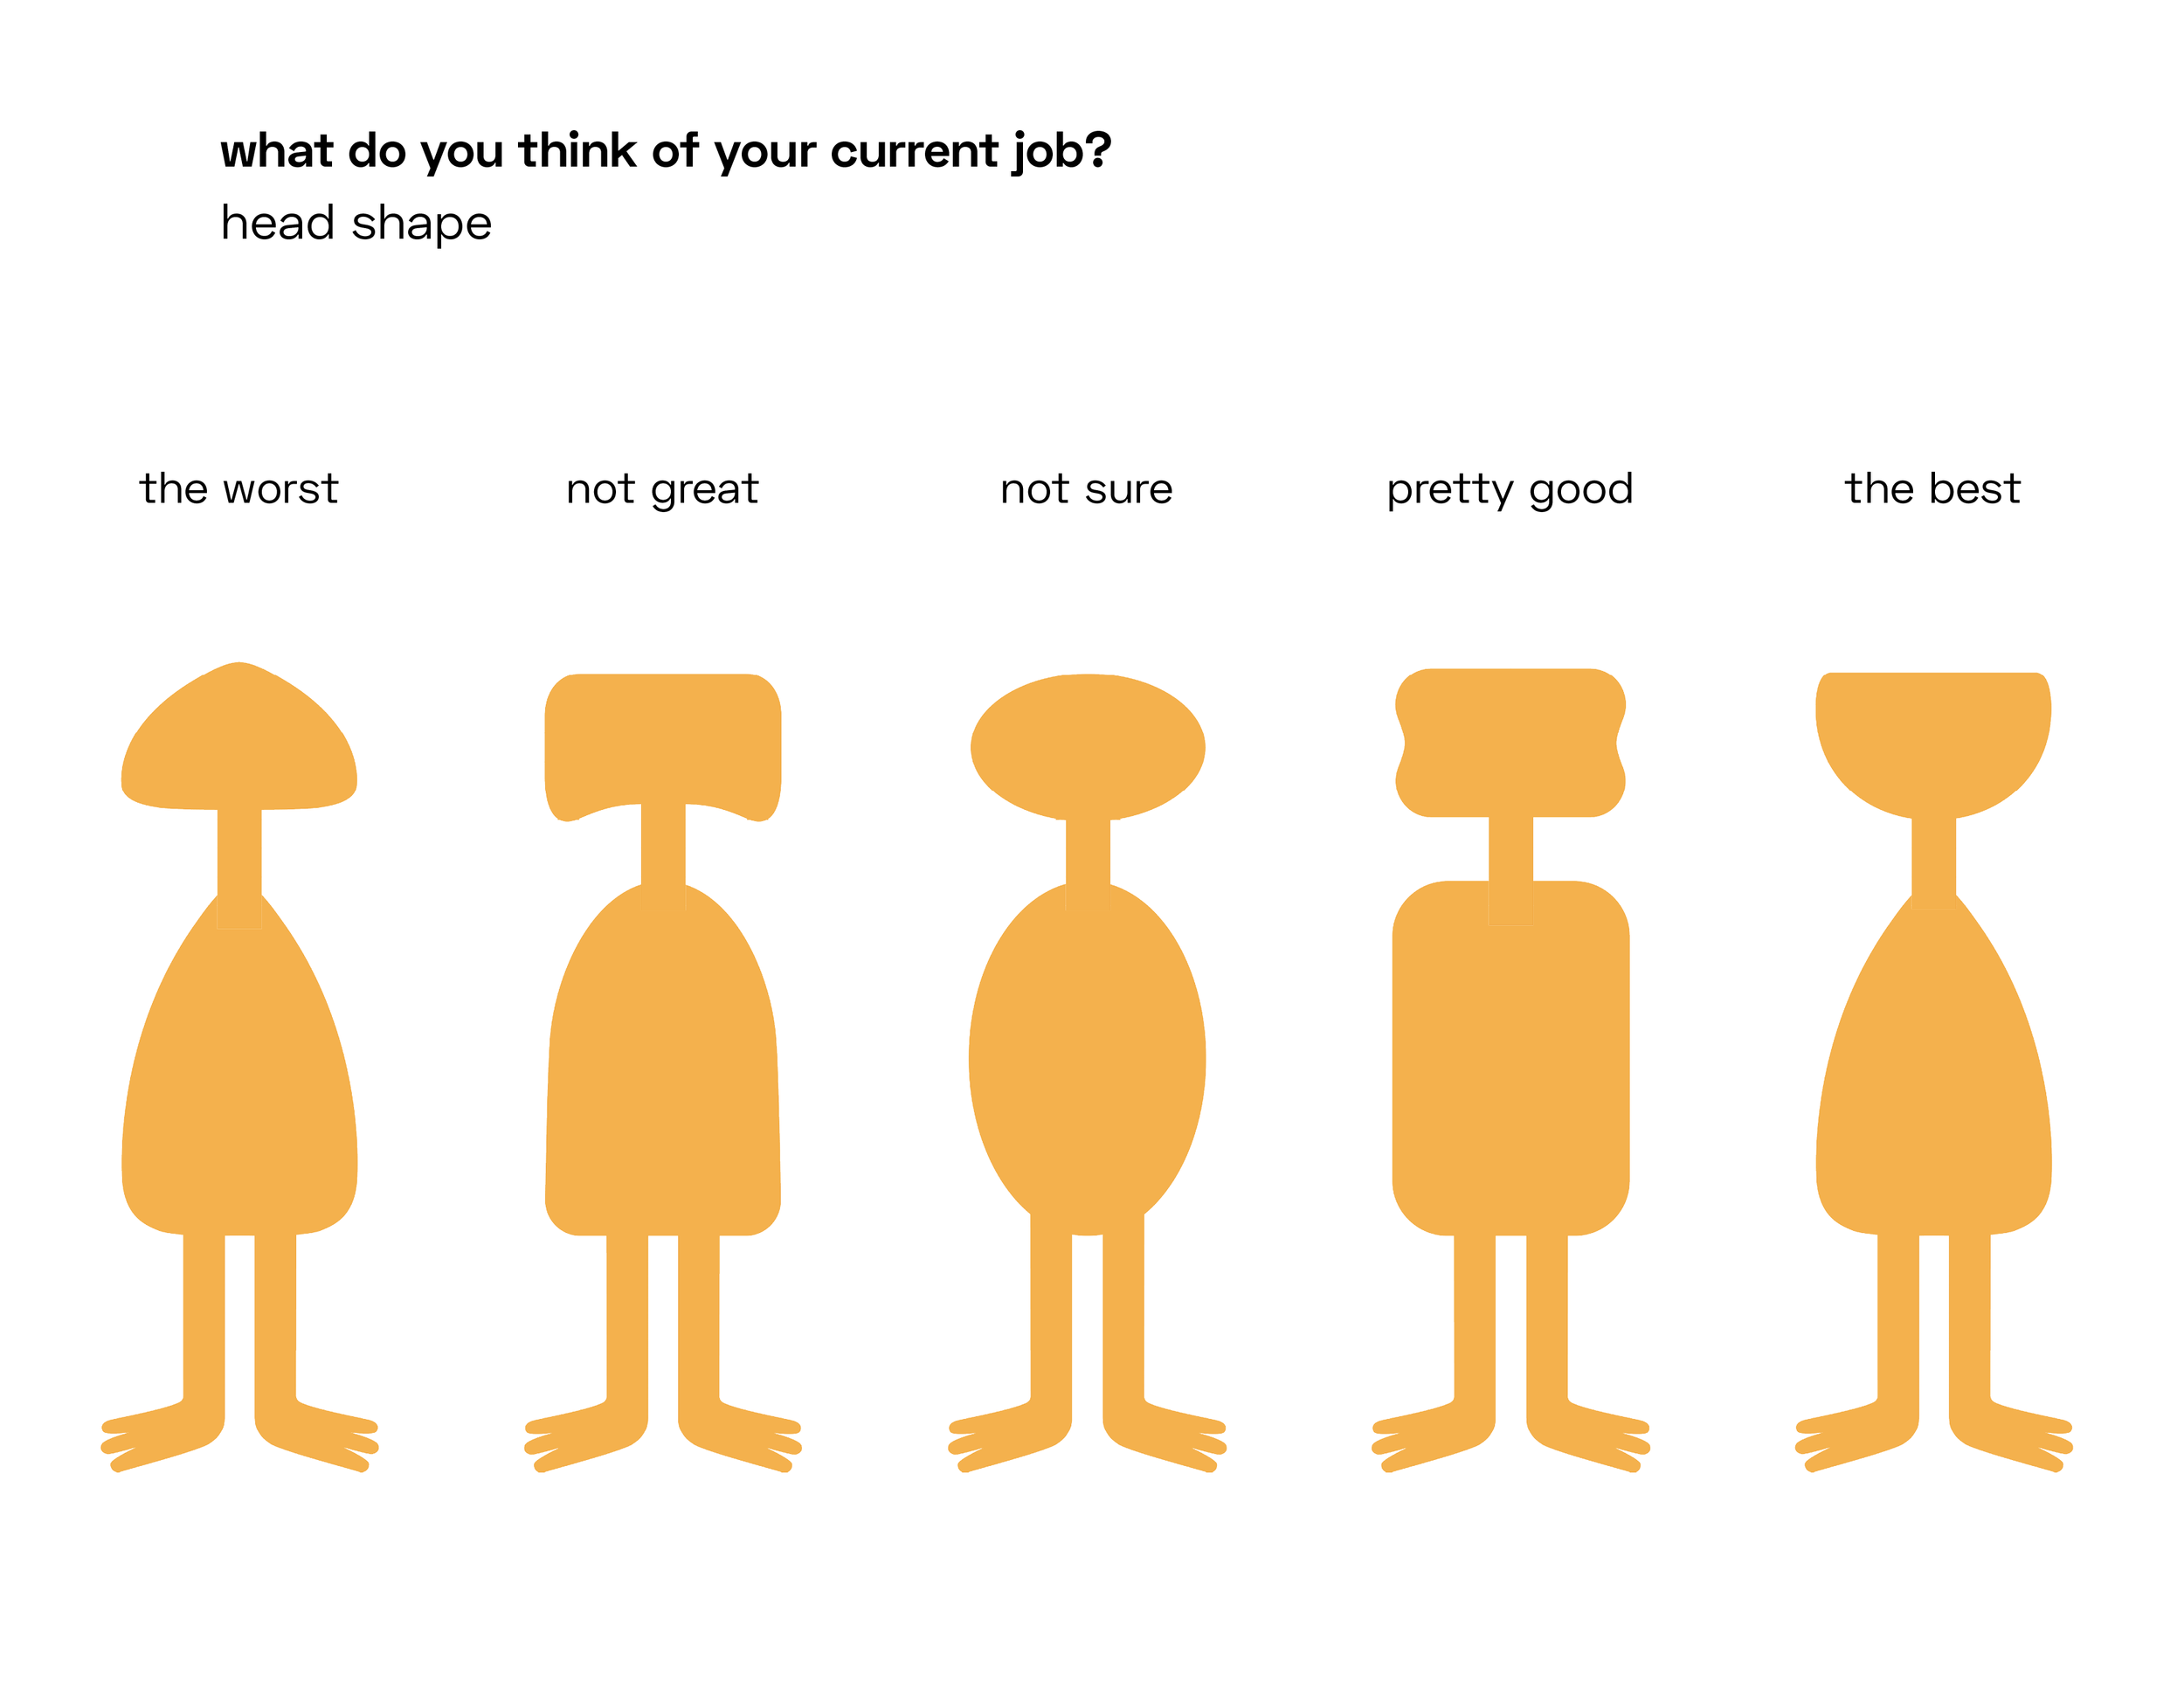 what do you think of your current job?
head shape
the worst not great not sure pretty good the best